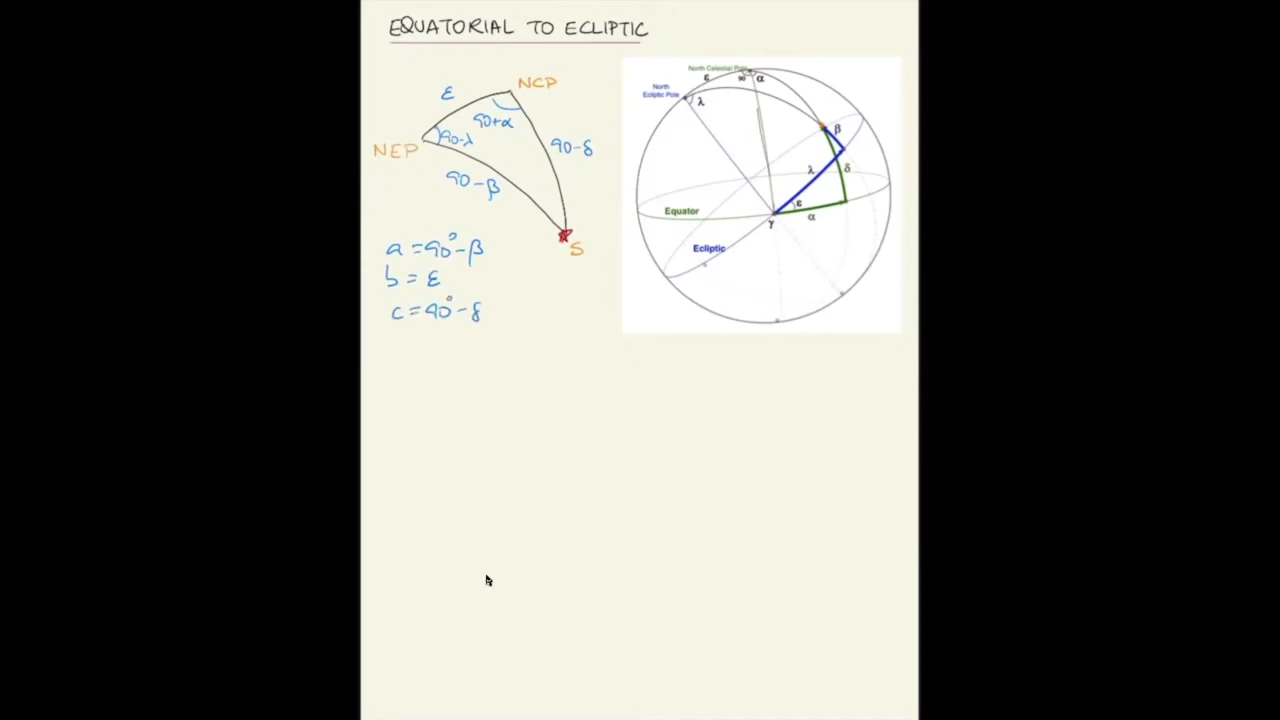 EQUATORIAL TO ECLIPTIC
NCP
ε
90+α
90-λ
NEP
90-δ
90-β
S
a = 90°-β
b = ε
c = 90°-δ
North Celestial Pole
ε
90
α
North
Ecliptic Pole
λ
β
λ
δ
Equator
ε
α
γ
Ecliptic